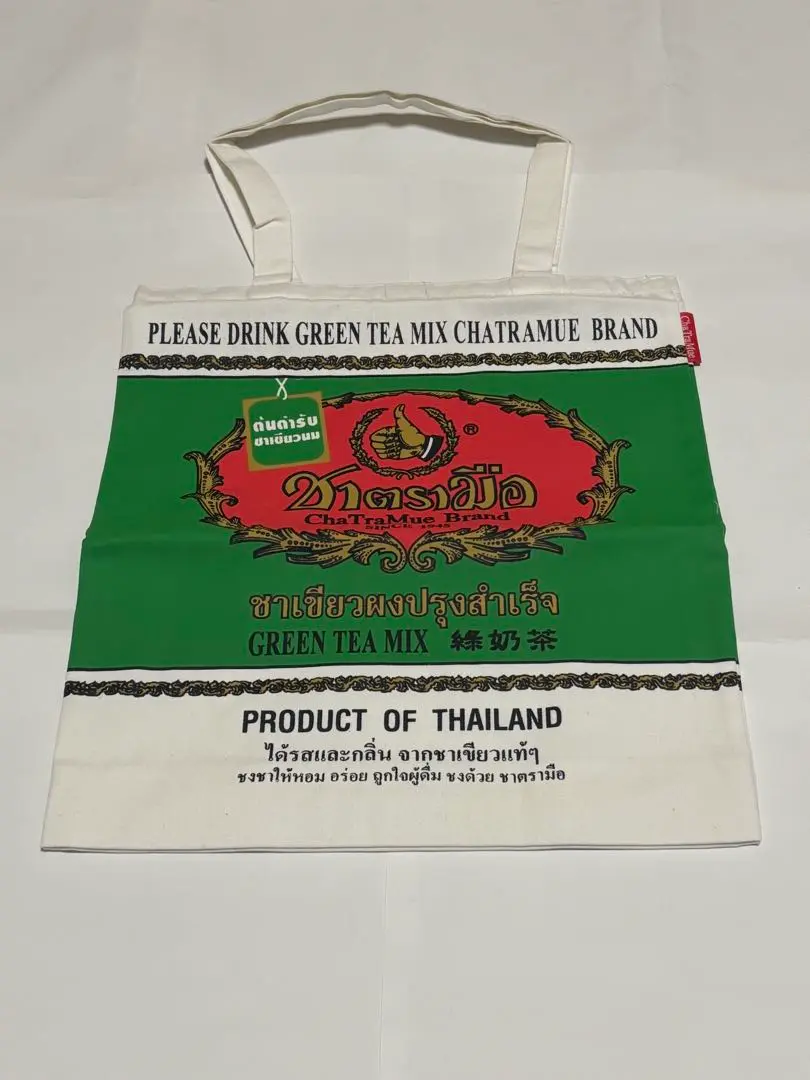 PLEASE DRINK GREEN TEA MIX CHATRAMUE BRAND
ChaTraMue
ต้นตำรับ
ชาเขียวนม
®
ชาตรามือ
ChaTraMue Brand
SINCE 1945
ชาเขียวผงปรุงสำเร็จ
GREEN TEA MIX 綠奶茶
PRODUCT OF THAILAND
ได้รสและกลิ่น จากชาเขียวแท้ๆ
ชงชาให้หอม อร่อย ถูกใจผู้ดื่ม ชงด้วย ชาตรามือ